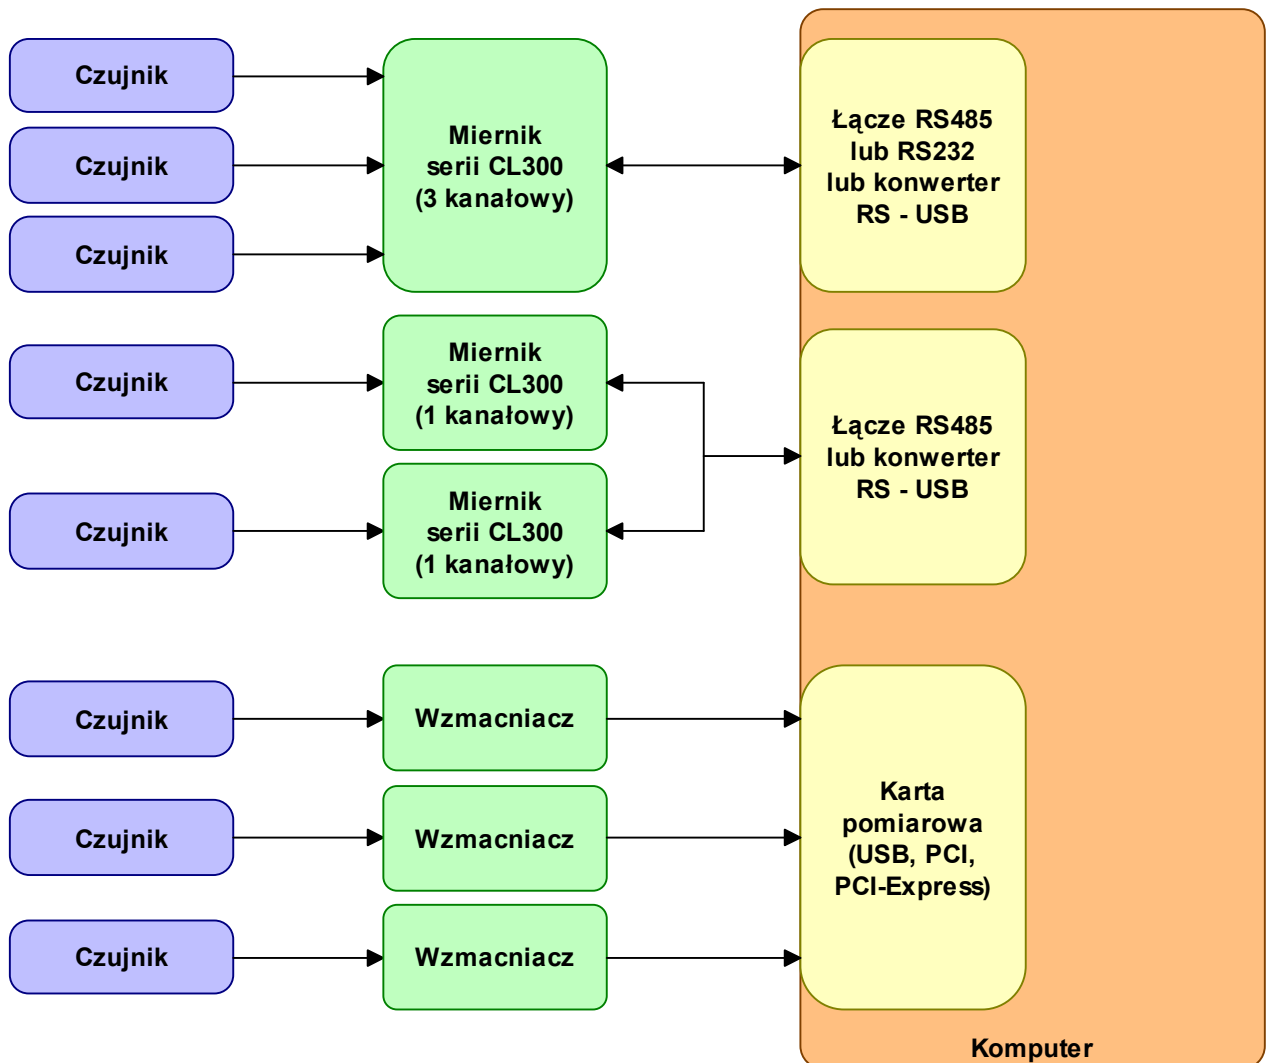 Czujnik
Czujnik
Czujnik
Miernik
serii CL300
(3 kanałowy)
Łącze RS485
lub RS232
lub konwerter
RS - USB
Czujnik
Miernik
serii CL300
(1 kanałowy)
Czujnik
Miernik
serii CL300
(1 kanałowy)
Łącze RS485
lub konwerter
RS - USB
Czujnik
Wzmacniacz
Czujnik
Wzmacniacz
Czujnik
Wzmacniacz
Karta
pomiarowa
(USB, PCI,
PCI-Express)
Komputer